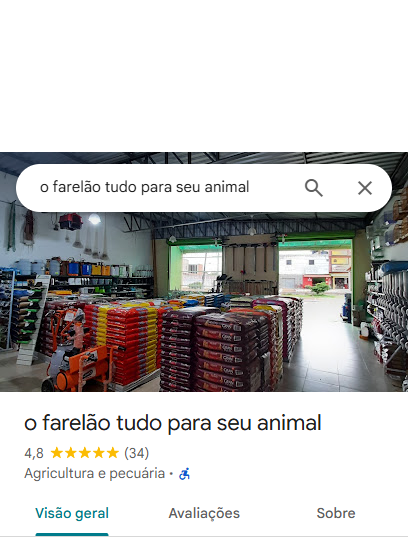 o farelão tudo para seu animal
o farelão tudo para seu animal
4,8 (34)
Agricultura e pecuária ·
Visão geral Avaliações Sobre